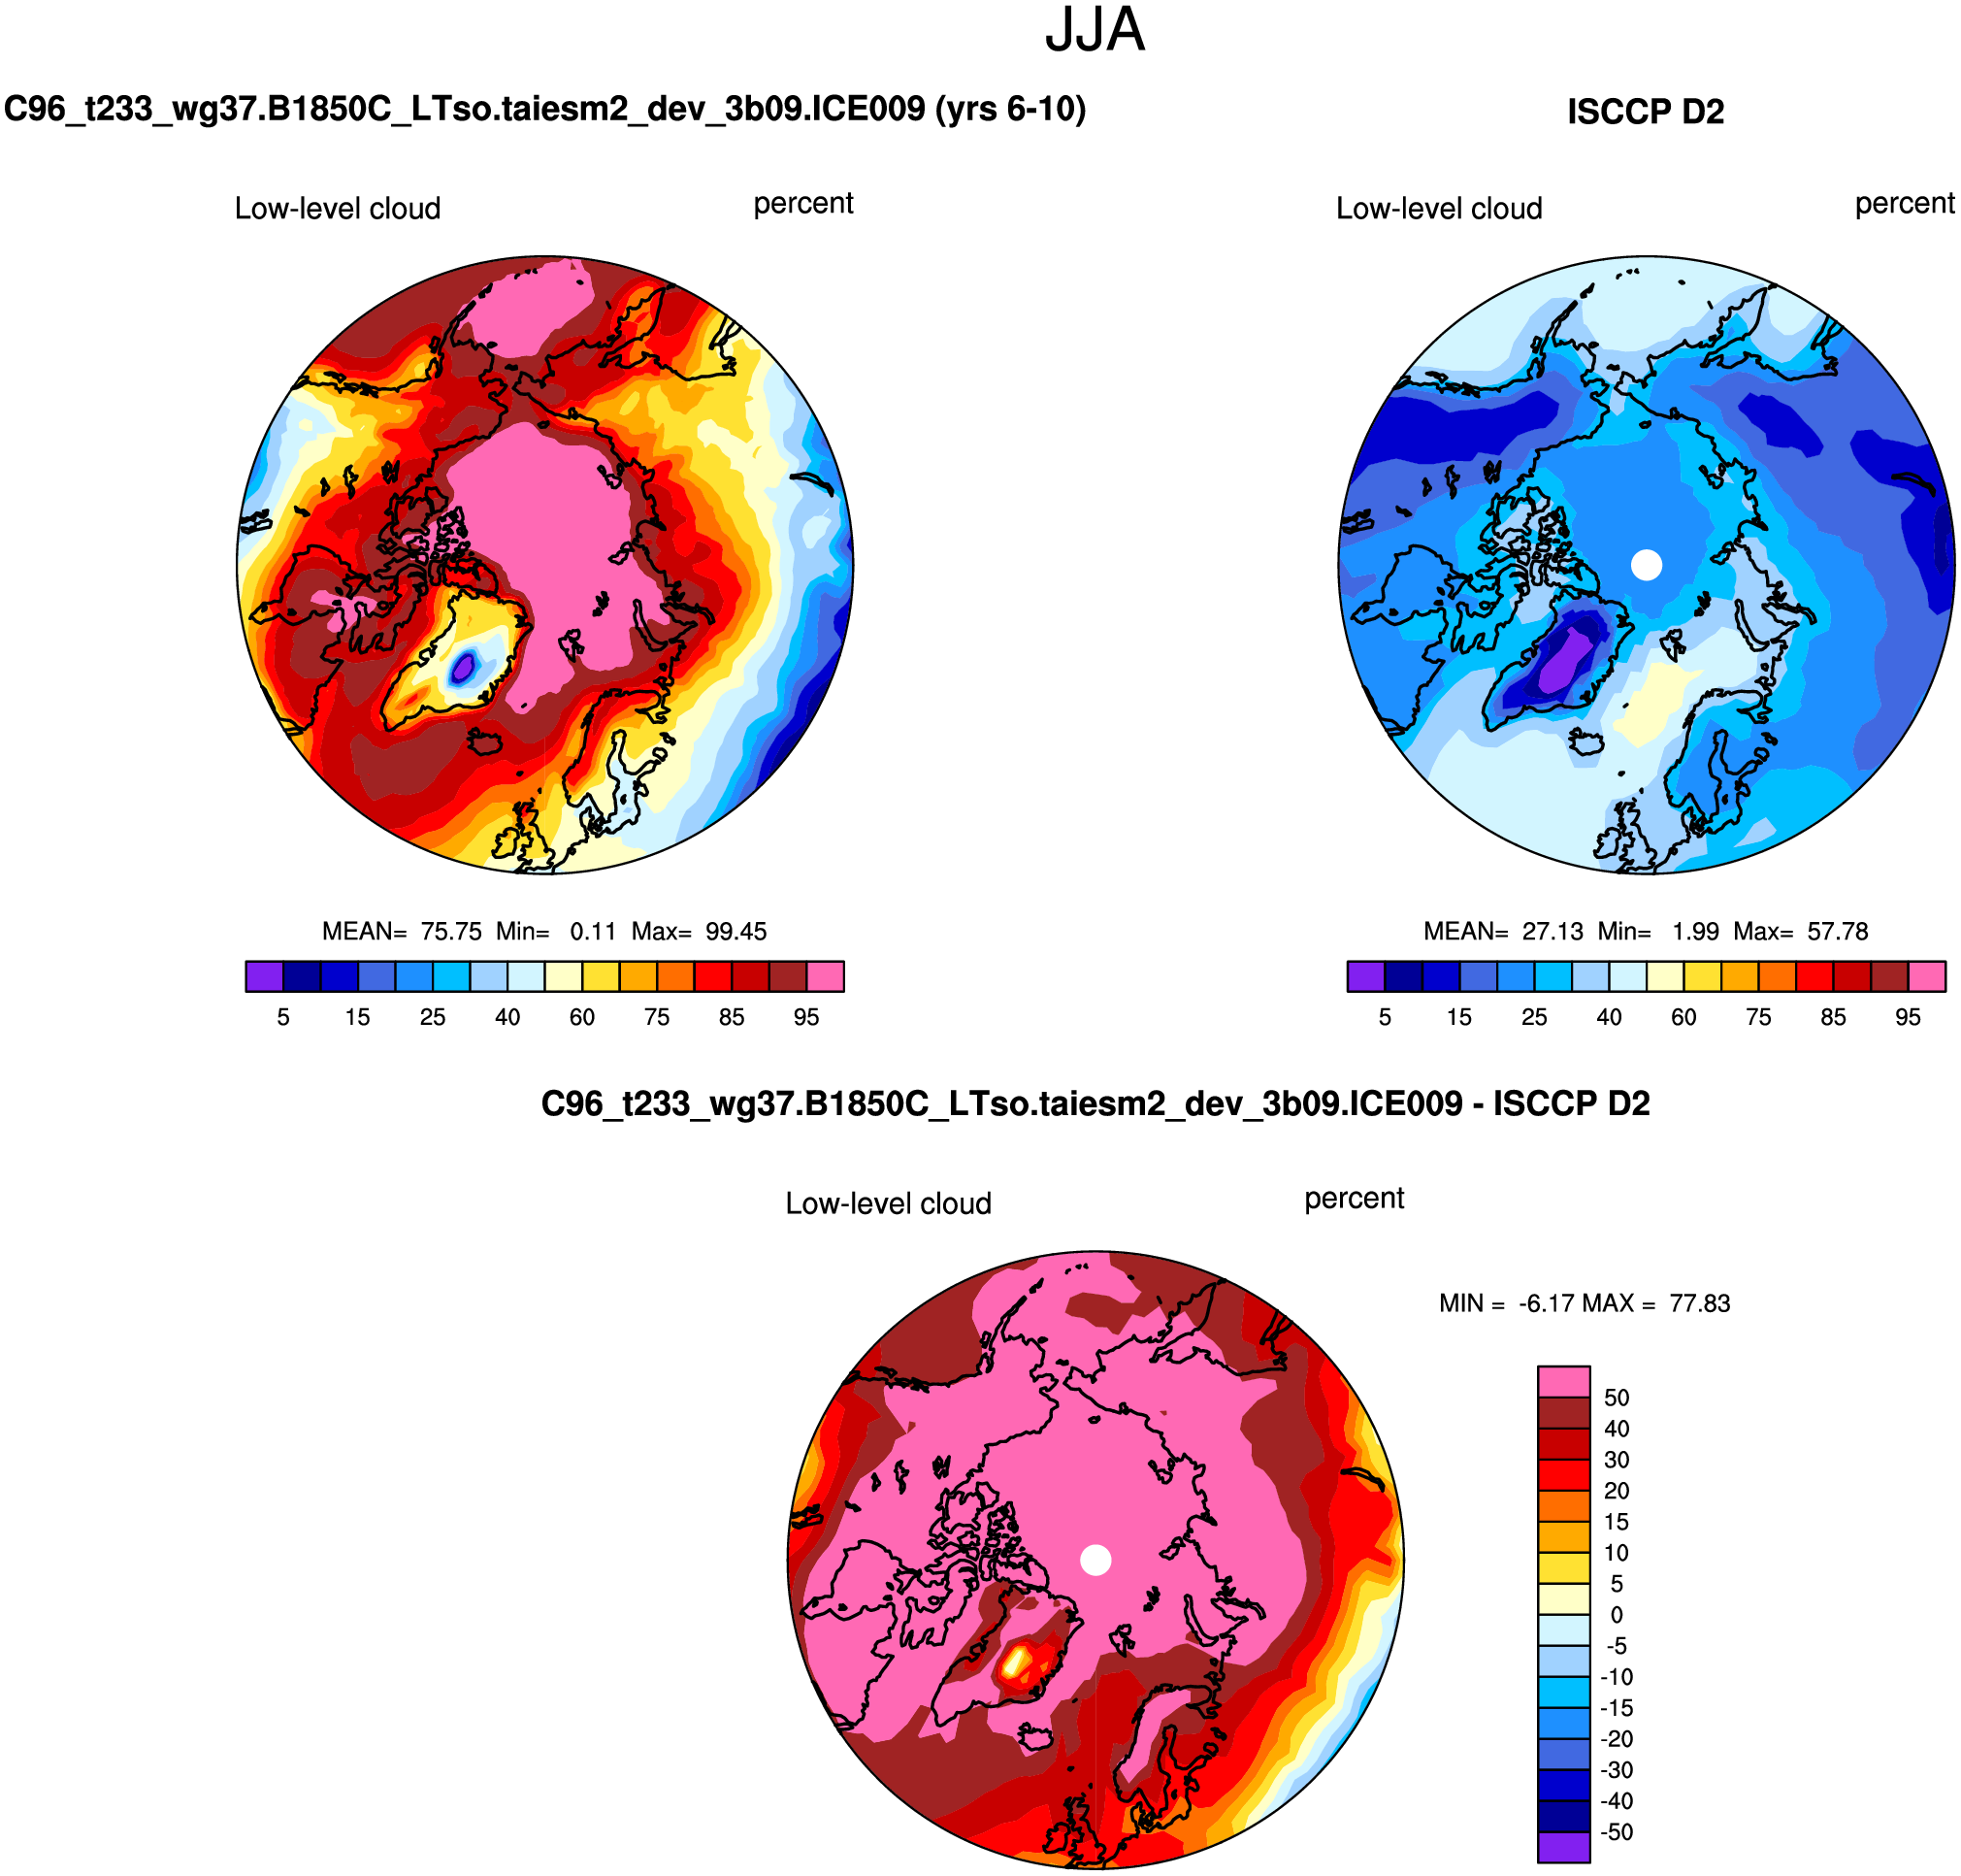 JJA
C96_t233_wg37.B1850C_LTso.taiesm2_dev_3b09.ICE009 (yrs 6-10)
ISCCP D2
Low-level cloud percent
Low-level cloud percent
MEAN= 75.75 Min= 0.11 Max= 99.45
MEAN= 27.13 Min= 1.99 Max= 57.78
5 15 25 40 60 75 85 95
5 15 25 40 60 75 85 95
C96_t233_wg37.B1850C_LTso.taiesm2_dev_3b09.ICE009 - ISCCP D2
Low-level cloud percent
MIN = -6.17 MAX = 77.83
50
40
30
20
15
10
5
0
-5
-10
-15
-20
-30
-40
-50